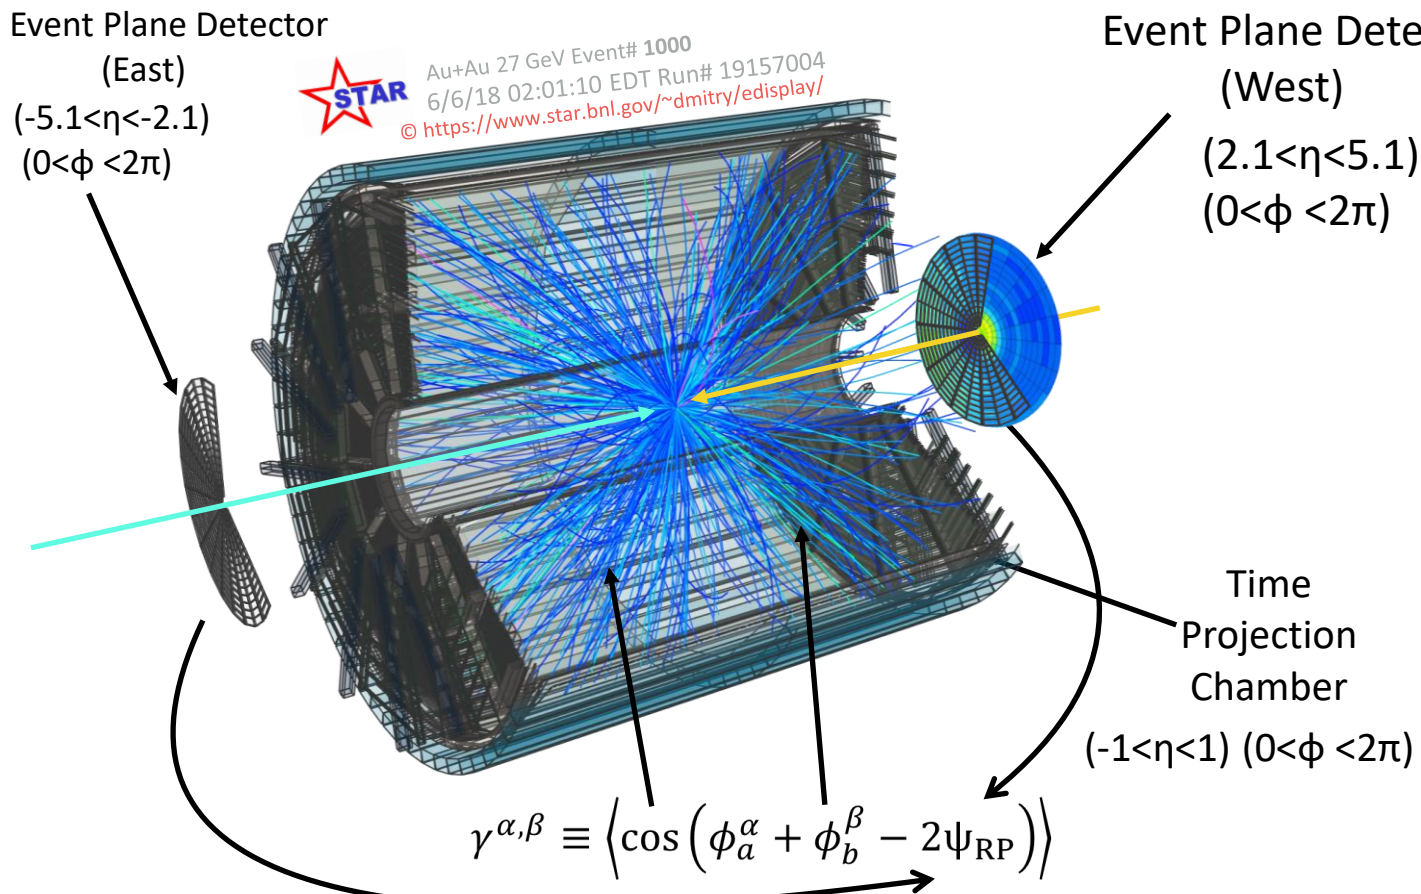 Event Plane Detector
(East)
(-5.1<η<-2.1)
(0<ϕ <2π)
STAR
Au+Au 27 GeV Event# 1000
6/6/18 02:01:10 EDT Run# 19157004
© https://www.star.bnl.gov/~dmitry/edisplay/
Event Plane Dete
(West)
(2.1<η<5.1)
(0<ϕ <2π)
Time
Projection
Chamber
(-1<η<1) (0<ϕ <2π)
γ^{α,β} ≡ ⟨cos(ϕ_a^α + ϕ_b^β − 2ψ_RP)⟩